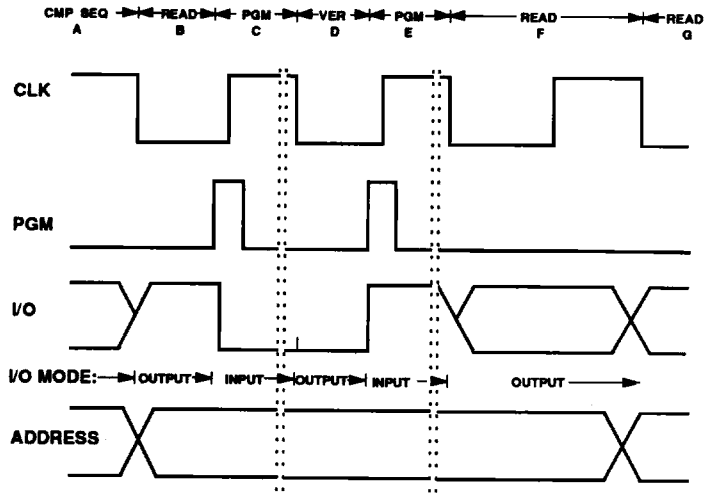 CMP SEQ READ PGM VER PGM READ READ
A B C D E F G
CLK
PGM
I/O
I/O MODE: OUTPUT INPUT OUTPUT INPUT OUTPUT
ADDRESS